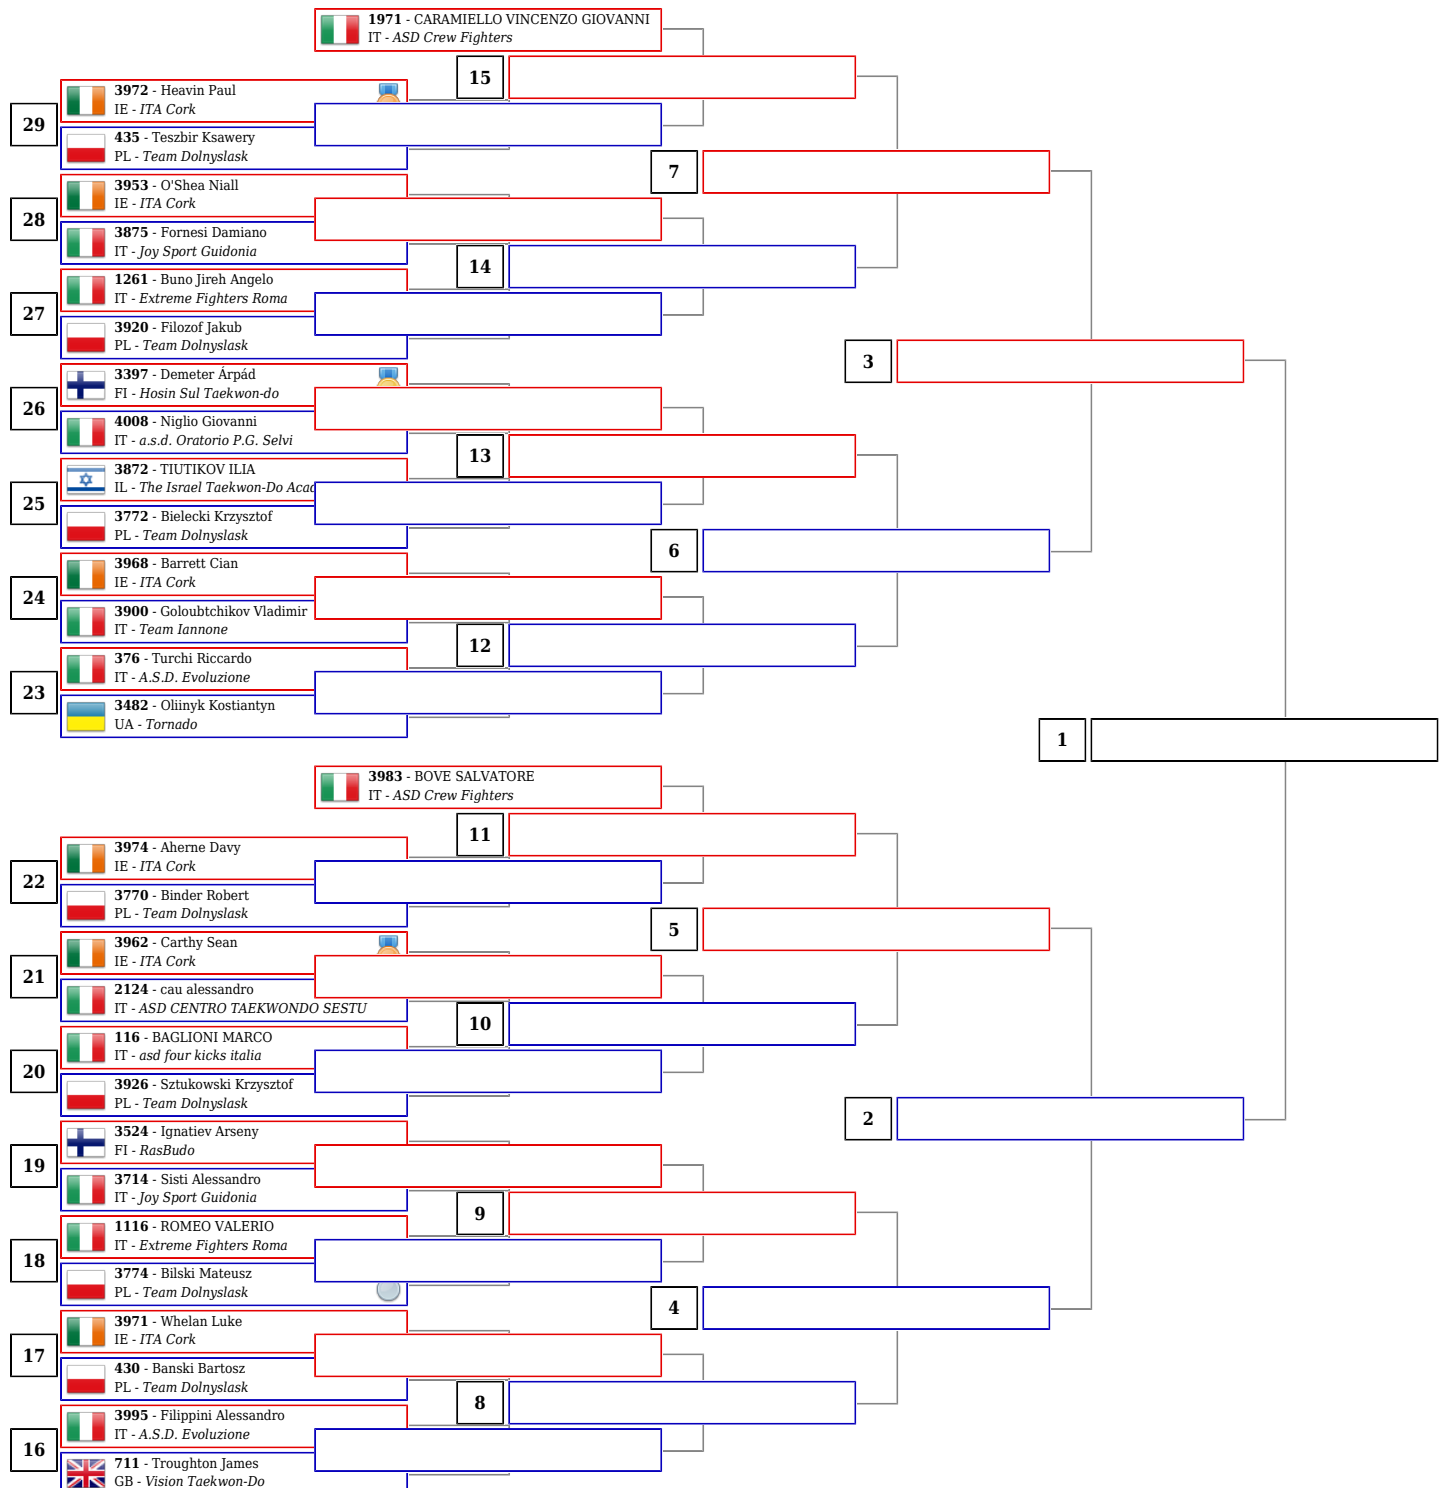 1971 - CARAMIELLO VINCENZO GIOVANNI
IT - ASD Crew Fighters
15
3972 - Heavin Paul
IE - ITA Cork
29
435 - Teszbir Ksawery
PL - Team Dolnyslask
7
3953 - O'Shea Niall
IE - ITA Cork
28
3875 - Fornesi Damiano
IT - Joy Sport Guidonia
14
1261 - Buno Jireh Angelo
IT - Extreme Fighters Roma
27
3920 - Filozof Jakub
PL - Team Dolnyslask
3
3397 - Demeter Árpád
FI - Hosin Sul Taekwon-do
26
4008 - Niglio Giovanni
IT - a.s.d. Oratorio P.G. Selvi
13
3872 - TIUTIKOV ILIA
IL - The Israel Taekwon-Do Acad
25
3772 - Bielecki Krzysztof
PL - Team Dolnyslask
6
3968 - Barrett Cian
IE - ITA Cork
24
3900 - Goloubtchikov Vladimir
IT - Team Iannone
12
376 - Turchi Riccardo
IT - A.S.D. Evoluzione
23
3482 - Oliinyk Kostiantyn
UA - Tornado
1
3983 - BOVE SALVATORE
IT - ASD Crew Fighters
11
3974 - Aherne Davy
IE - ITA Cork
22
3770 - Binder Robert
PL - Team Dolnyslask
5
3962 - Carthy Sean
IE - ITA Cork
21
2124 - cau alessandro
IT - ASD CENTRO TAEKWONDO SESTU
10
116 - BAGLIONI MARCO
IT - asd four kicks italia
20
3926 - Sztukowski Krzysztof
PL - Team Dolnyslask
2
3524 - Ignatiev Arseny
FI - RasBudo
19
3714 - Sisti Alessandro
IT - Joy Sport Guidonia
9
1116 - ROMEO VALERIO
IT - Extreme Fighters Roma
18
3774 - Bilski Mateusz
PL - Team Dolnyslask
4
3971 - Whelan Luke
IE - ITA Cork
17
430 - Banski Bartosz
PL - Team Dolnyslask
8
3995 - Filippini Alessandro
IT - A.S.D. Evoluzione
16
711 - Troughton James
GB - Vision Taekwon-Do